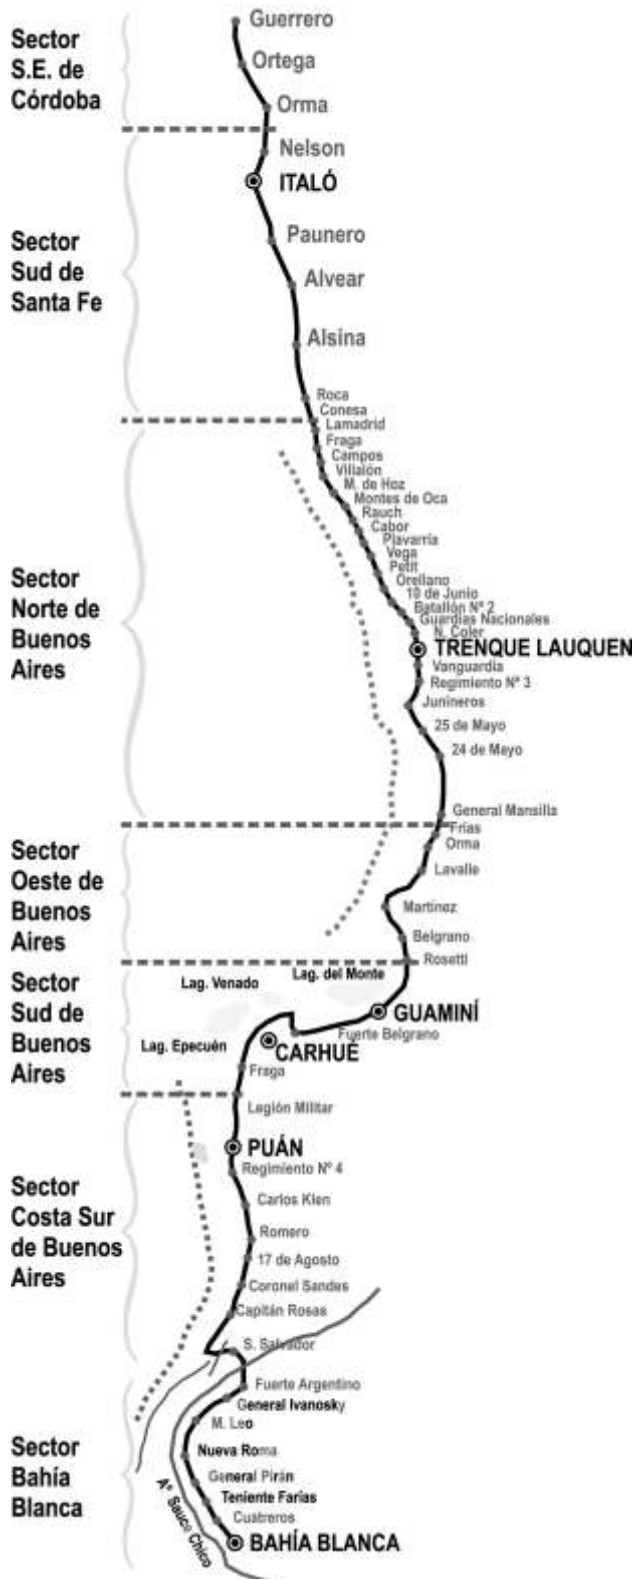 Sector
S.E. de
Córdoba
Guerrero
Ortega
Orma
Sector
Sud de
Santa Fe
Nelson
ITALÓ
Paunero
Alvear
Alsina
Roca
Conesa
Sector
Norte de
Buenos
Aires
Lamadrid
Fraga
Campos
Villalón
M. de Hoz
Montes de Oca
Rauch
Cabor
Plavarría
Vega
Petit
Orellano
10 de Junio
Batallón Nº 2
Guardias Nacionales
N. Coler
TRENQUE LAUQUEN
Vanguardia
Regimiento Nº 3
Junineros
25 de Mayo
24 de Mayo
General Mansilla
Sector
Oeste de
Buenos
Aires
Frías
Orma
Lavalle
Martínez
Belgrano
Rosetti
Sector
Sud de
Buenos
Aires
Lag. Venado
Lag. del Monte
Lag. Epecuén
GUAMINÍ
Fuerte Belgrano
CARHUÉ
Fraga
Sector
Costa Sur
de Buenos
Aires
Legión Militar
PUÁN
Regimiento Nº 4
Carlos Klen
Romero
17 de Agosto
Coronel Sandes
Capitán Rosas
S. Salvador
Sector
Bahía
Blanca
Fuerte Argentino
General Ivanosky
M. Leo
Nueva Roma
General Pirán
Teniente Farías
Cuatreros
BAHÍA BLANCA
Aº Sauce Chico